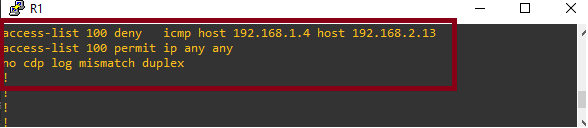 R1
access-list 100 deny   icmp host 192.168.1.4 host 192.168.2.13
access-list 100 permit ip any any
no cdp log mismatch duplex
!
!
!
!